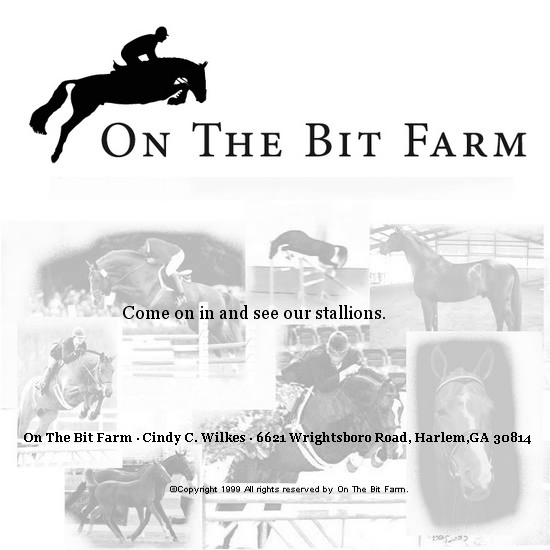 ON THE BIT FARM
Come on in and see our stallions.
On The Bit Farm · Cindy C. Wilkes · 6621 Wrightsboro Road, Harlem,GA 30814
©Copyright 1999 All rights reserved by On The Bit Farm.